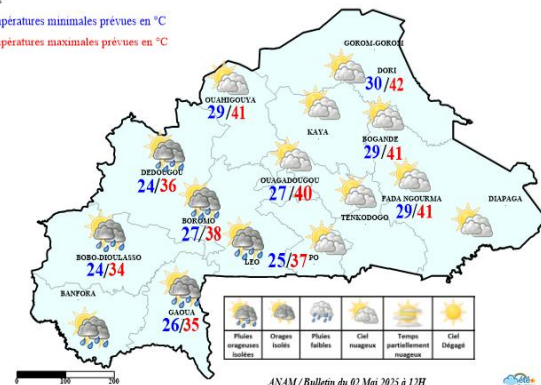 pératures minimales prévues en °C
pératures maximales prévues en °C
GOROM-GOROM
DORI
30/42
OUAHIGOUYA
29/41
KAYA
BOGANDE
29/41
DEDOUGOU
24/36
OUAGADOUGOU
27/40
FADA NGOURMA
29/41
DIAPAGA
TENKODOGO
BOROMO
27/38
BOBO-DIOULASSO
24/34
LEO
25/37
PO
BANFORA
GAOUA
26/35
Pluies orageuses isolées
Orages isolés
Pluies faibles
Ciel nuageux
Temps partiellement nuageux
Ciel Dégagé
ANAM / Bulletin du 02 Mai 2025 à 12H